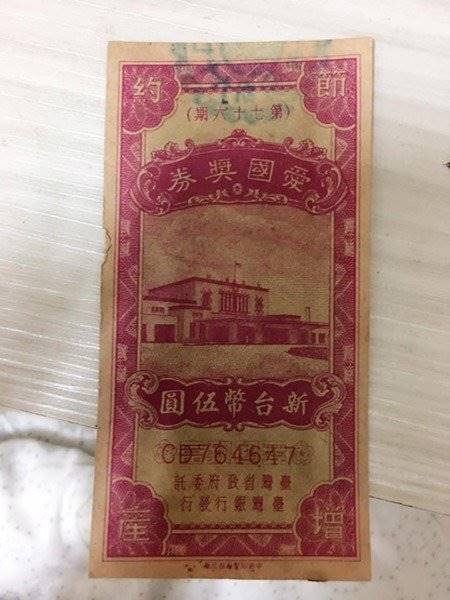 節約
(第七十六期)
愛國獎券
新台幣伍圓
CD764647
臺灣省政府委託
臺灣銀行發行
增產